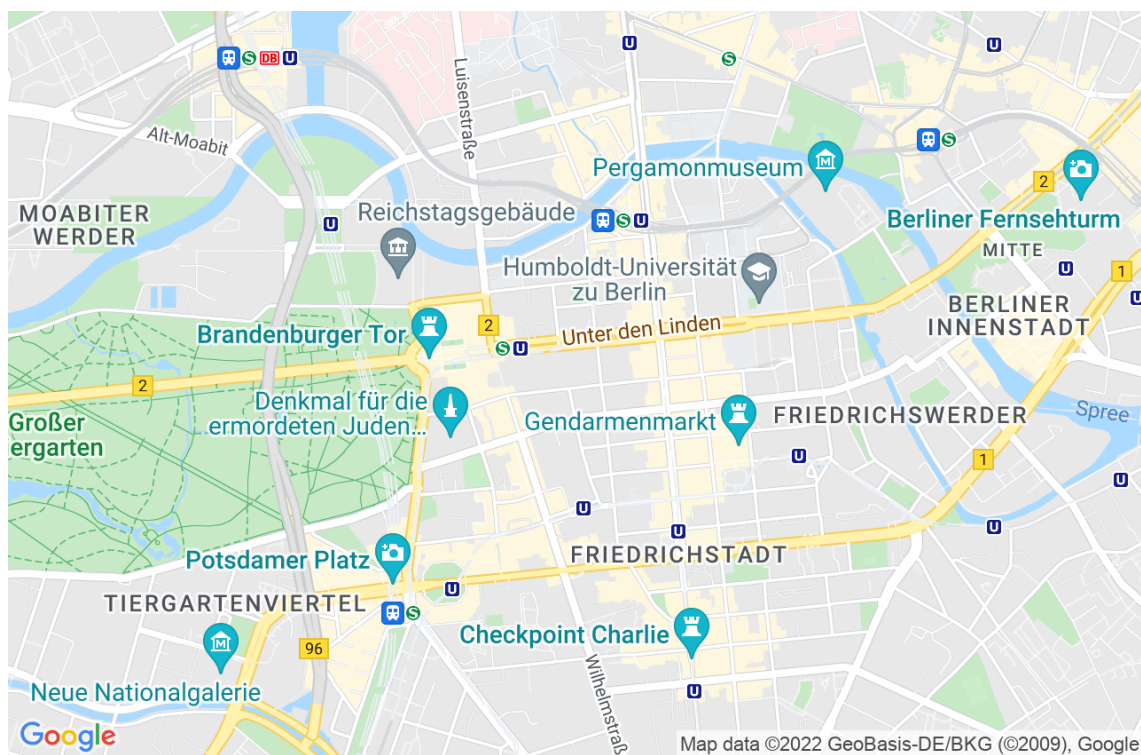 S
DB
U
U
S
U
Luisenstraße
Alt-Moabit
Pergamonmuseum
M
S
2
Berliner Fernsehturm
MITTE
MOABITER
WERDER
U
Reichstagsgebäude
S
U
Humboldt-Universität
zu Berlin
U
1
U
BERLINER
INNENSTADT
Brandenburger Tor
2
Unter den Linden
S
U
2
Großer
ergarten
Denkmal für die
ermordeten Juden...
Gendarmenmarkt
FRIEDRICHSWERDER
Spree
U
1
U
U
U
U
FRIEDRICHSTADT
Potsdamer Platz
U
TIERGARTENVIERTEL
S
M
96
Checkpoint Charlie
Neue Nationalgalerie
Wilhelmstraß
U
Google
Map data ©2022 GeoBasis-DE/BKG (©2009), Google